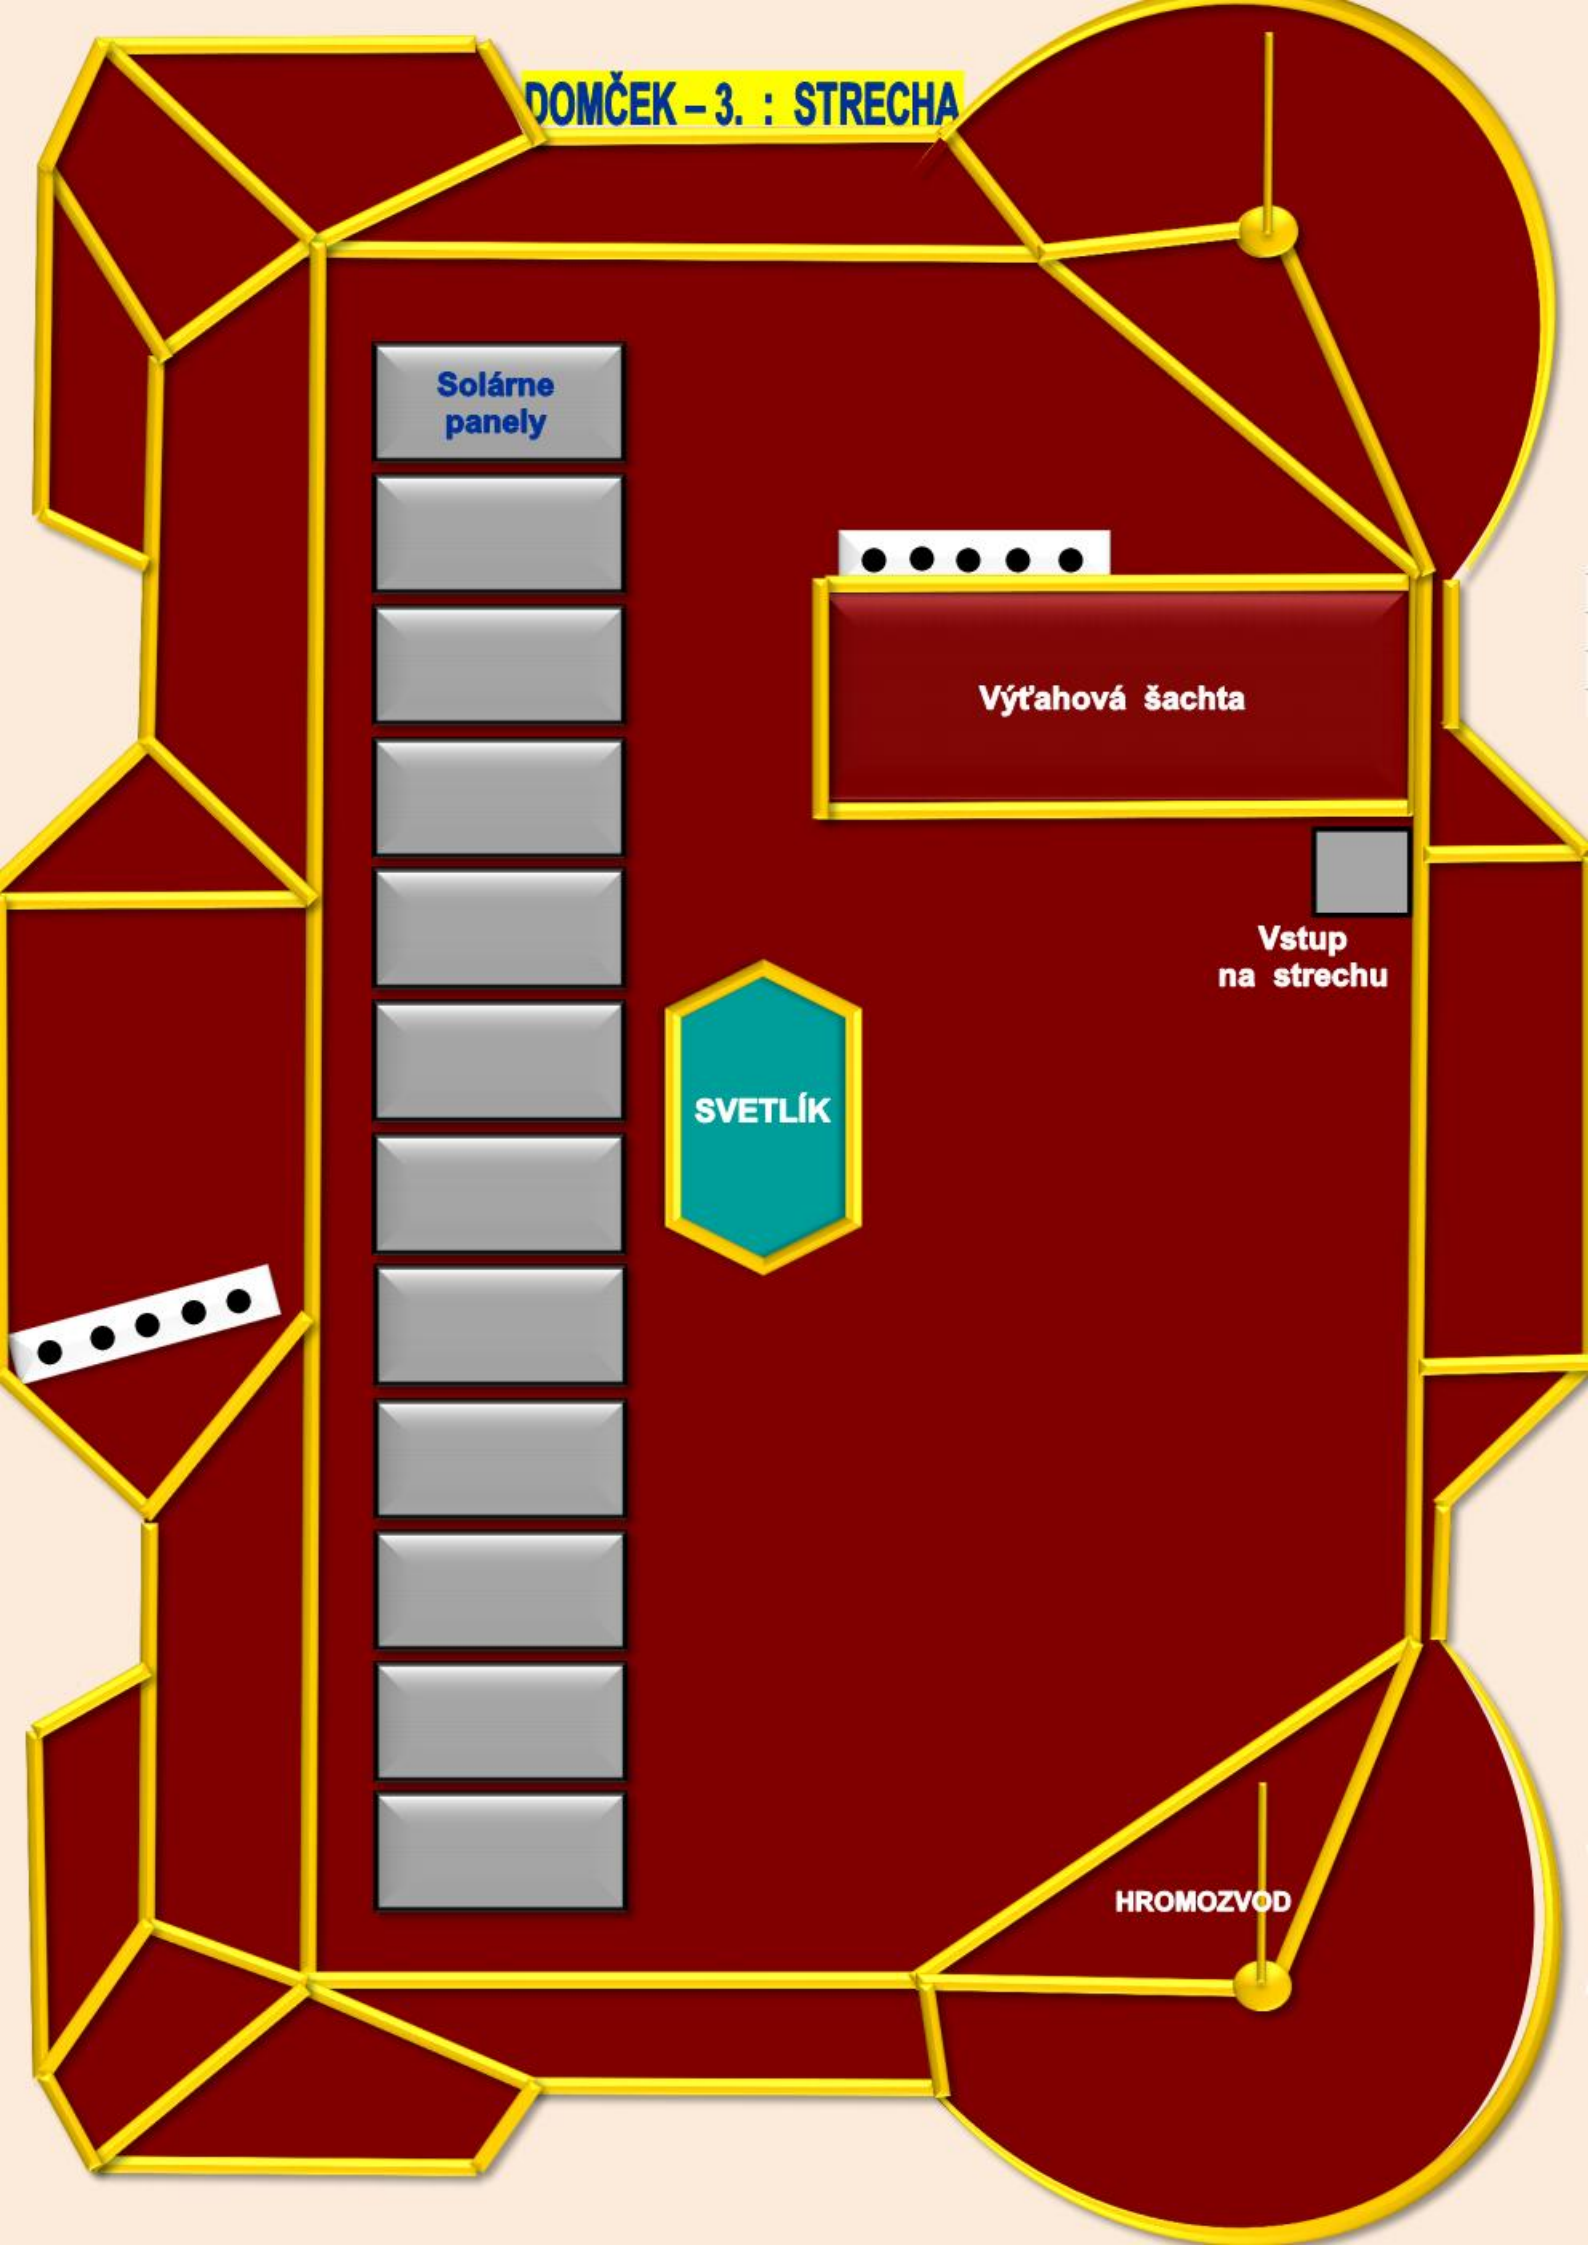 DOMČEK – 3. : STRECHA
Solárne
panely
Výťahová šachta
Vstup
na strechu
SVETLÍK
HROMOZVOD